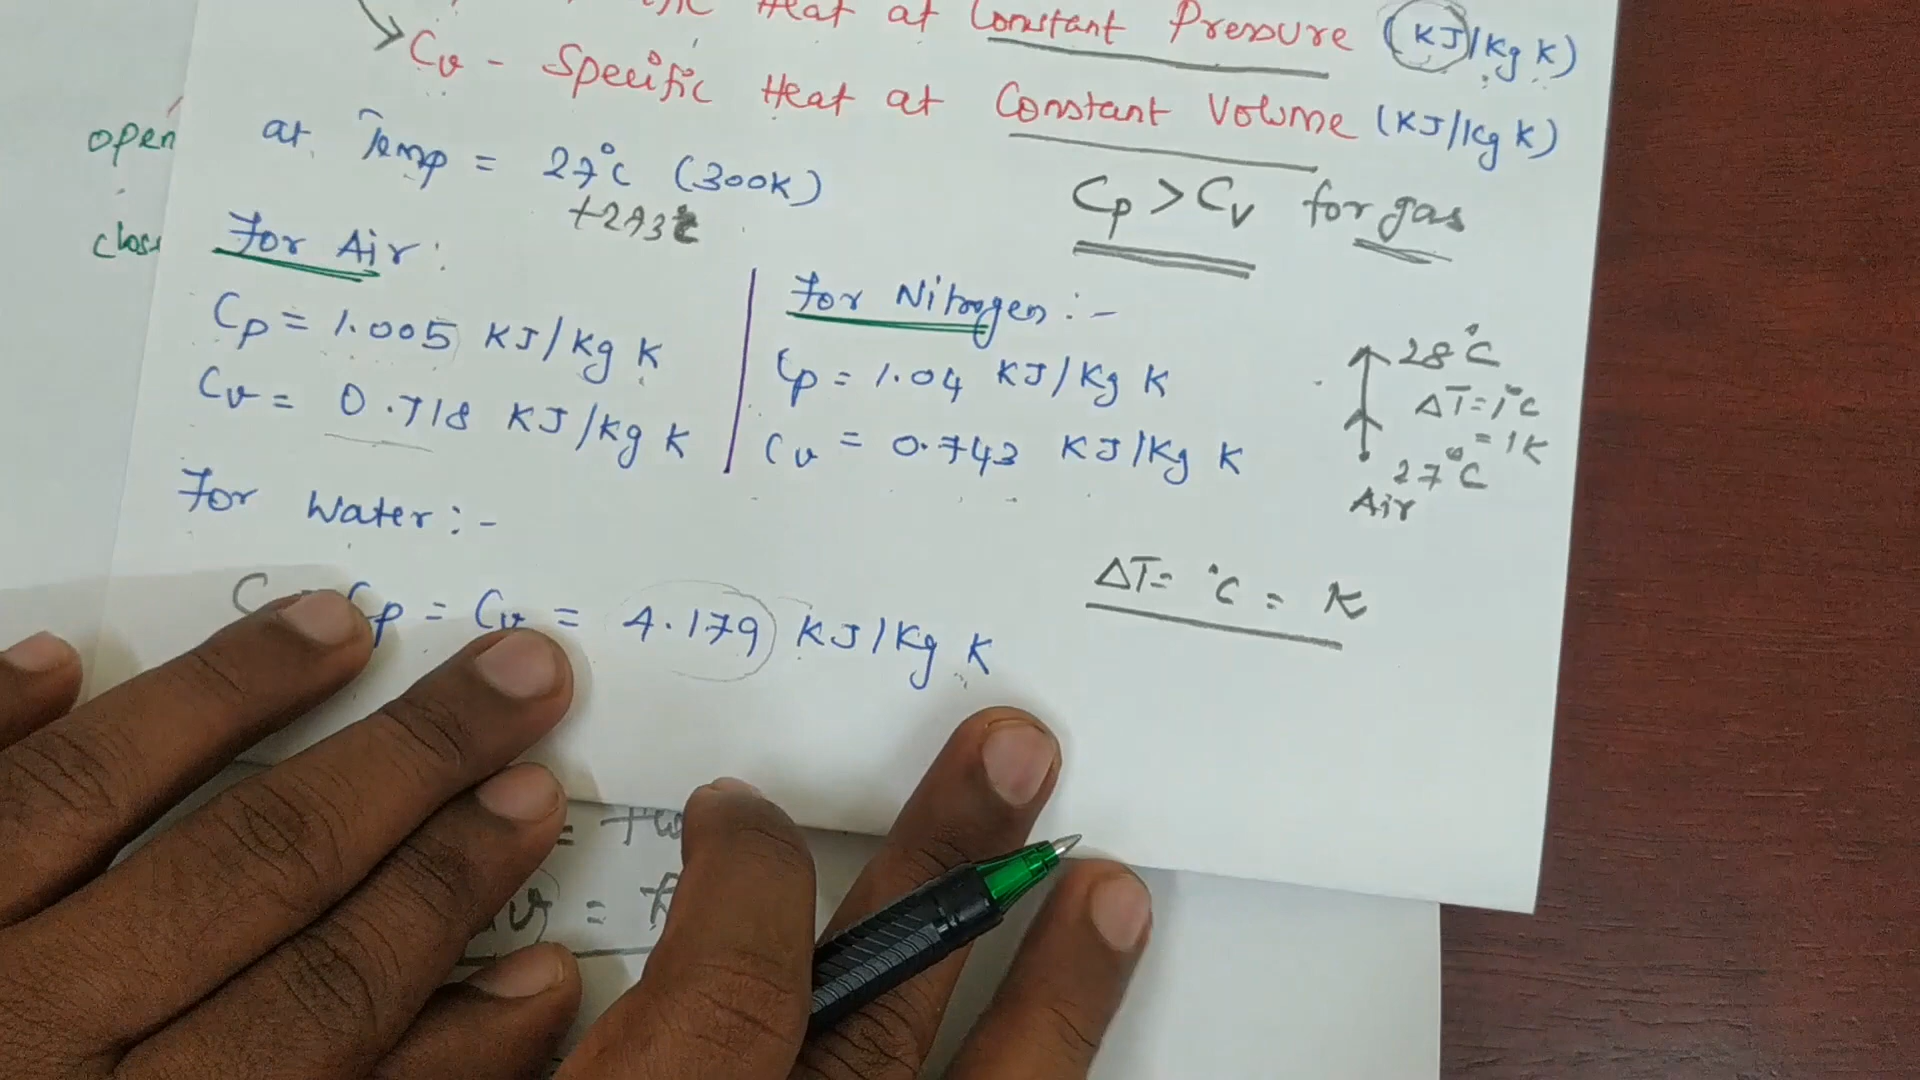 Heat at Constant Pressure (KJ/kg K)
Cv - Specific Heat at Constant Volume (KJ/kg K)
at Temp = 27°C (300K)
Cp > Cv for gas
open
close
For Air:
Cp = 1.005 KJ/kg K
Cv = 0.718 KJ/kg K
For Nitrogen:-
Cp = 1.04 KJ/kg K
Cv = 0.743 KJ/kg K
28°C
ΔT=1°C
=1K
27°C
Air
For Water:-
Cp = Cv = 4.179 KJ/kg K
ΔT= °C = K